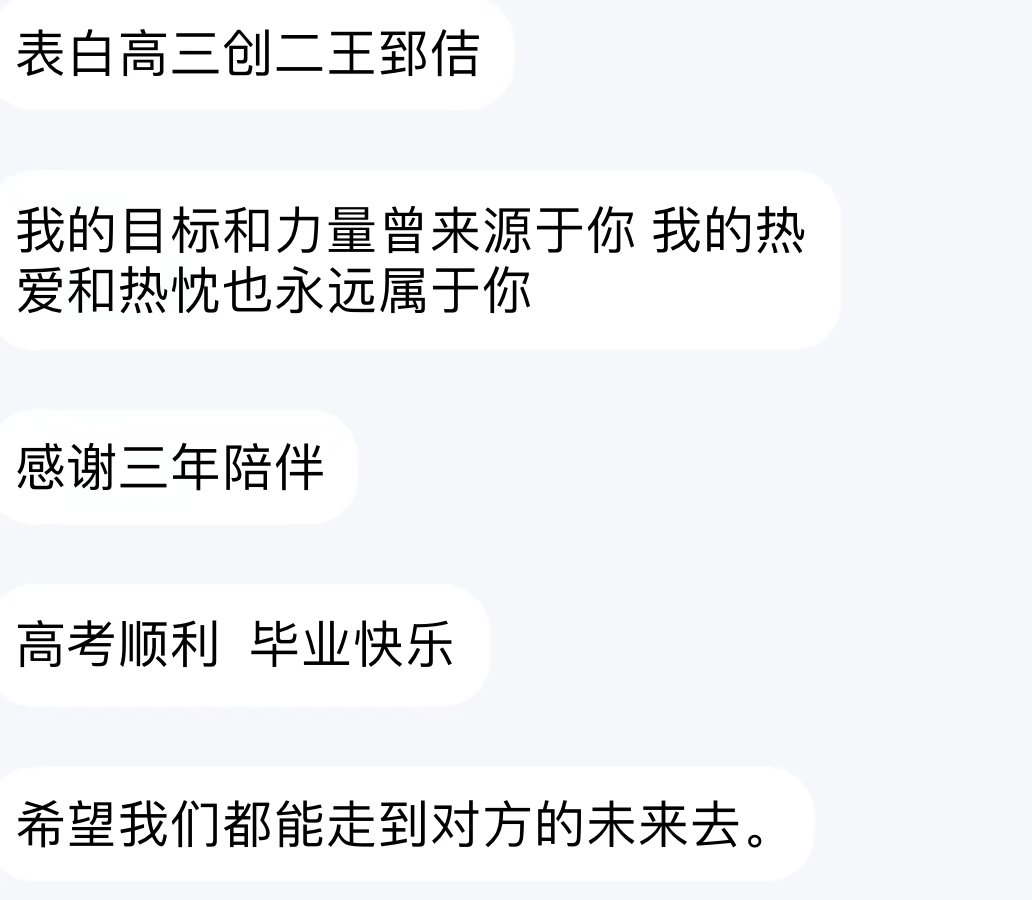 表白高三创二王郅佶
我的目标和力量曾来源于你 我的热
爱和热忱也永远属于你
感谢三年陪伴
高考顺利 毕业快乐
希望我们都能走到对方的未来去。